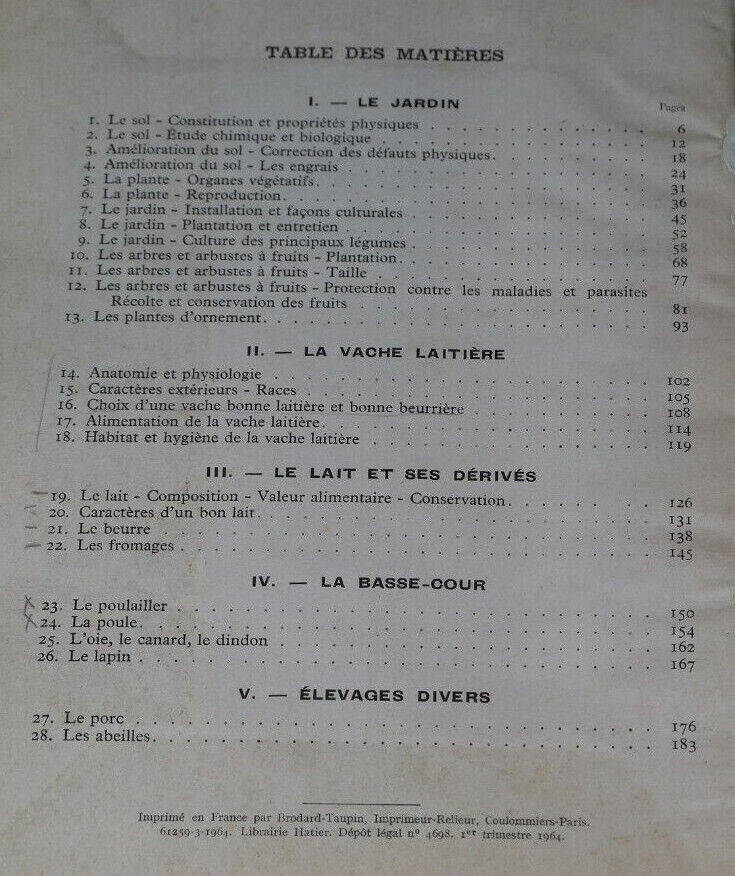 TABLE DES MATIÈRES
I. — LE JARDIN
Pages
1. Le sol - Constitution et propriétés physiques . . . . . . . . . . . . . . 6
2. Le sol - Étude chimique et biologique . . . . . . . . . . . . . . 12
3. Amélioration du sol - Correction des défauts physiques. . . . . . . . . . 18
4. Amélioration du sol - Les engrais . . . . . . . . . . . . . . 24
5. La plante - Organes végétatifs. . . . . . . . . . . . . . 31
6. La plante - Reproduction. . . . . . . . . . . . . . 36
7. Le jardin - Installation et façons culturales . . . . . . . . . . . . 45
8. Le jardin - Plantation et entretien . . . . . . . . . . . . . . 52
9. Le jardin - Culture des principaux légumes. . . . . . . . . . . . 58
10. Les arbres et arbustes à fruits - Plantation. . . . . . . . . . . . 68
11. Les arbres et arbustes à fruits - Taille . . . . . . . . . . . . 77
12. Les arbres et arbustes à fruits - Protection contre les maladies et parasites
Récolte et conservation des fruits . . . . . . . . . . . . . . 81
13. Les plantes d'ornement. . . . . . . . . . . . . . 93
II. — LA VACHE LAITIÈRE
14. Anatomie et physiologie . . . . . . . . . . . . . . 102
15. Caractères extérieurs - Races . . . . . . . . . . . . . . 105
16. Choix d'une vache bonne laitière et bonne beurrière . . . . . . . . . . 108
17. Alimentation de la vache laitière. . . . . . . . . . . . . . 114
18. Habitat et hygiène de la vache laitière . . . . . . . . . . . . 119
III. — LE LAIT ET SES DÉRIVÉS
19. Le lait - Composition - Valeur alimentaire - Conservation. . . . . . . . 126
20. Caractères d'un bon lait. . . . . . . . . . . . . . 131
21. Le beurre . . . . . . . . . . . . . . 138
22. Les fromages . . . . . . . . . . . . . . 145
IV. — LA BASSE-COUR
x 23. Le poulailler . . . . . . . . . . . . . . 150
x 24. La poule. . . . . . . . . . . . . . 154
25. L'oie, le canard, le dindon . . . . . . . . . . . . . . 162
26. Le lapin . . . . . . . . . . . . . . 167
V. — ÉLEVAGES DIVERS
27. Le porc . . . . . . . . . . . . . . 176
28. Les abeilles. . . . . . . . . . . . . . 183
Imprimé en France par Brodard-Taupin, Imprimeur-Relieur, Coulommiers-Paris.
61259-3-1964. Librairie Hatier. Dépôt légal nº 4698. 1er trimestre 1964.